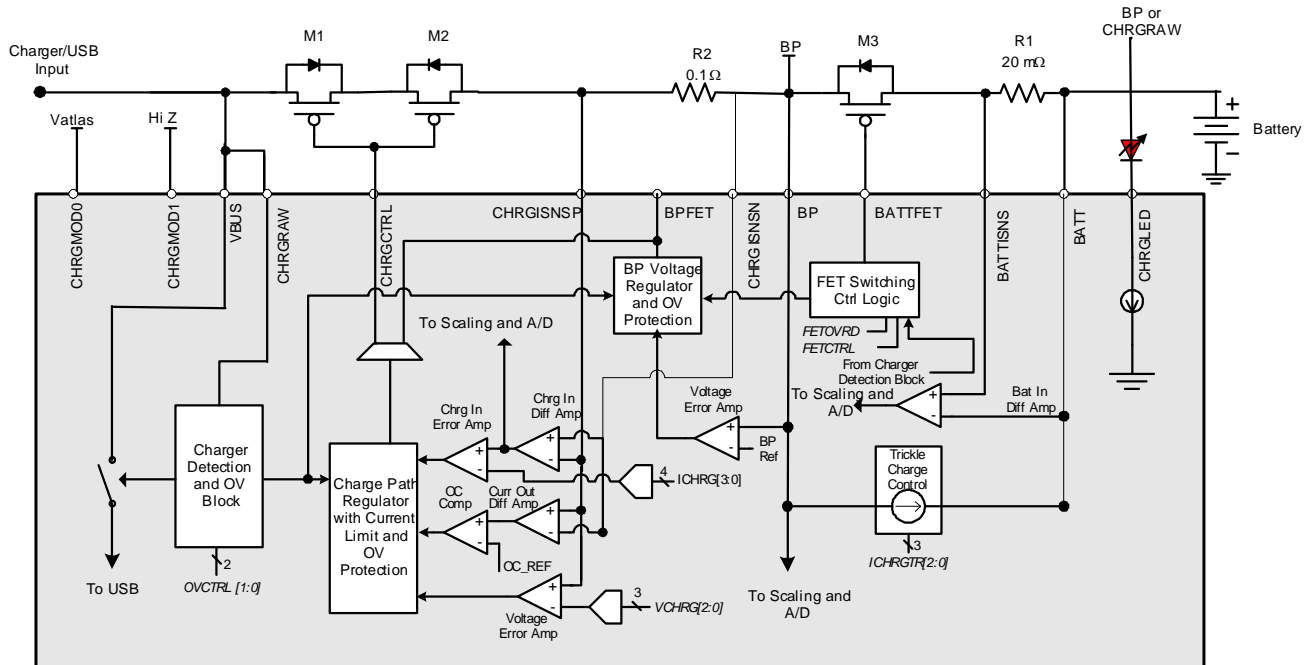 BP or
CHRGRAW
M1
M2
M3
R1
20 mΩ
R2
0.1 Ω
BP
Charger/USB
Input
Vatlas
Hi Z
+
Battery
–
CHRGMOD0
CHRGMOD1
VBUS
CHRGRAW
CHRGCTRL
CHRGISNSP
BPFET
CHRGISNSN
BP
BATTFET
BATTISNS
BATT
CHRGLED
BP Voltage
Regulator
and OV
Protection
FET Switching
Ctrl Logic
FETOVRD
FETCTRL
From Charger
Detection Block
To Scaling and A/D
To Scaling and
A/D
+
-
Bat In
Diff Amp
Voltage
Error Amp
+
-
BP
Ref
Chrg In
Error Amp
+
-
Chrg In
Diff Amp
+
-
4
ICHRG[3:0]
Charger
Detection
and OV
Block
Charge Path
Regulator
with Current
Limit and
OV
Protection
OC
Comp
+
-
Curr Out
Diff Amp
+
-
OC_REF
Trickle
Charge
Control
3
ICHRGTR[2:0]
2
OVCTRL [1:0]
To USB
+
-
Voltage
Error Amp
3
VCHRG[2:0]
To Scaling and
A/D